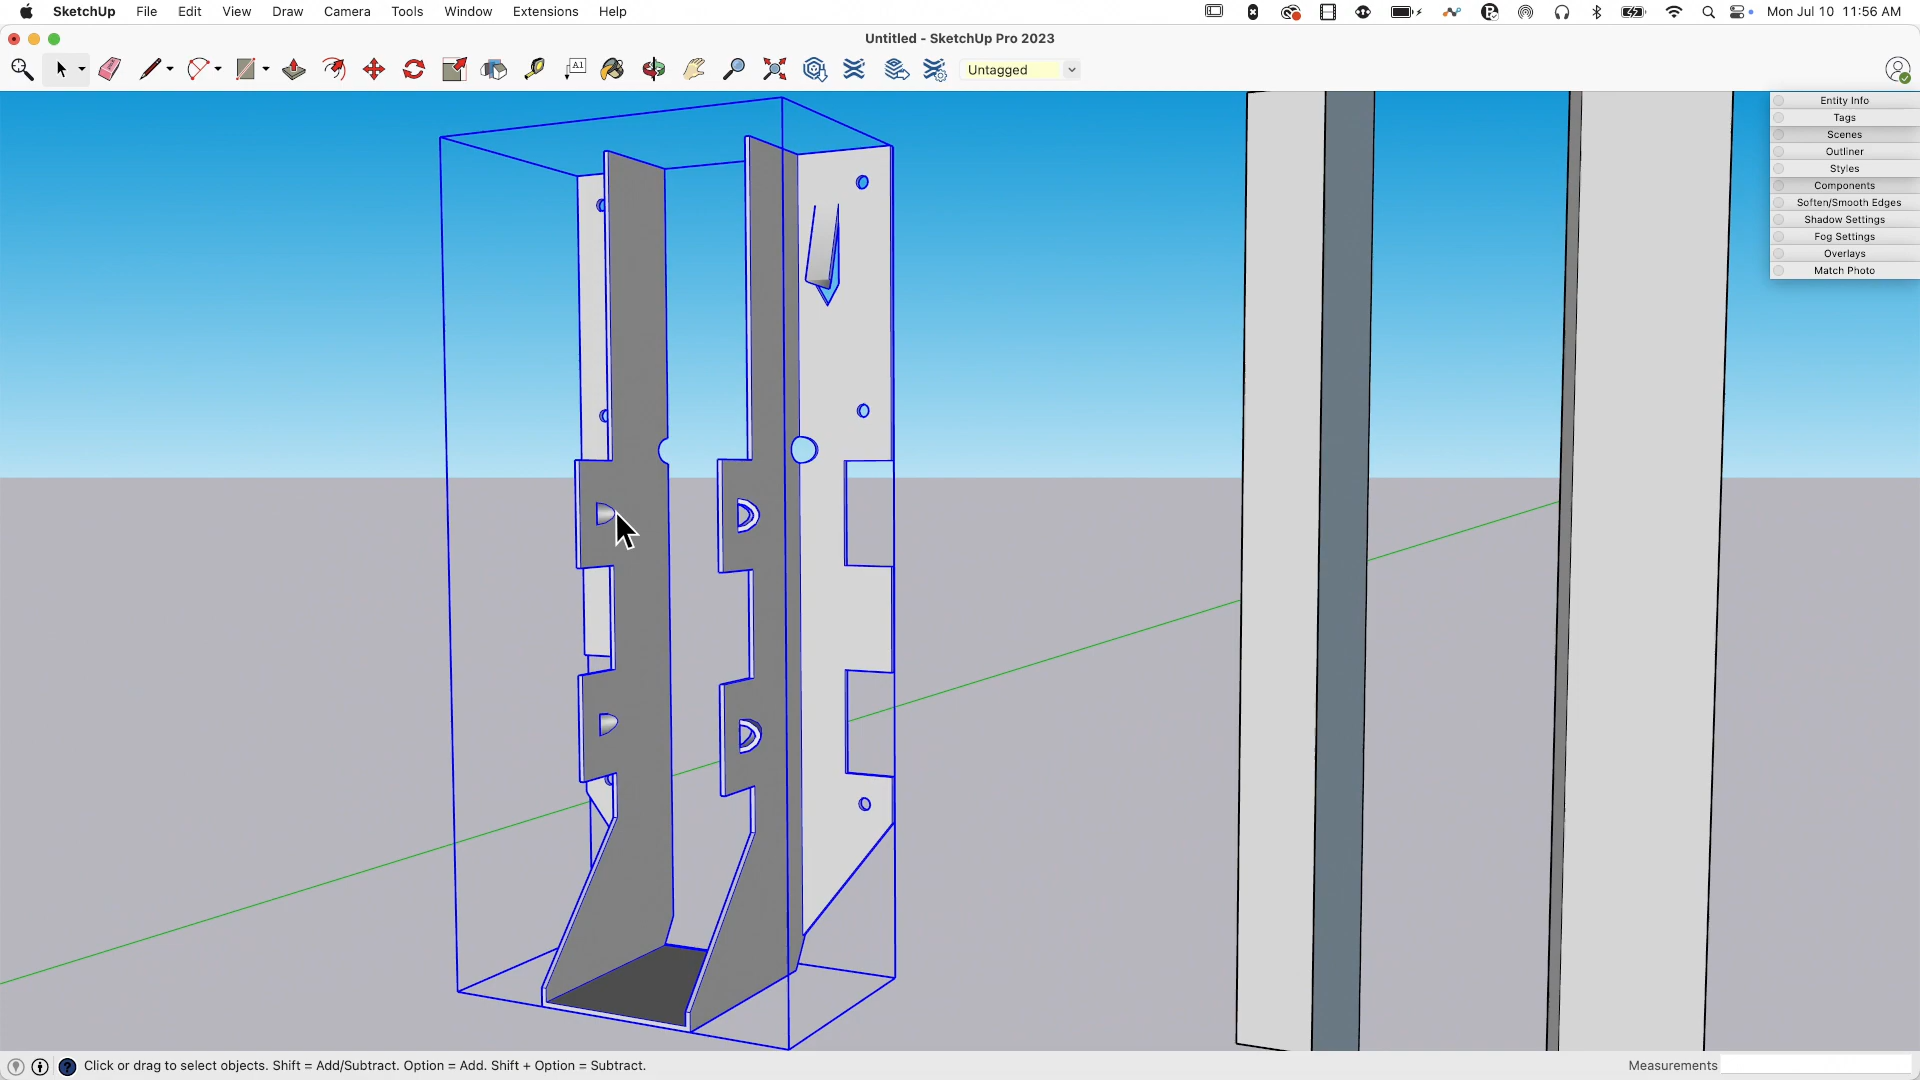 SketchUp File Edit View Draw Camera Tools Window Extensions Help Mon Jul 10 11:56 AM
Untitled - SketchUp Pro 2023
A1 Untagged
Entity Info
Tags
Scenes
Outliner
Styles
Components
Soften/Smooth Edges
Shadow Settings
Fog Settings
Overlays
Match Photo
Click or drag to select objects. Shift = Add/Subtract. Option = Add. Shift + Option = Subtract. Measurements